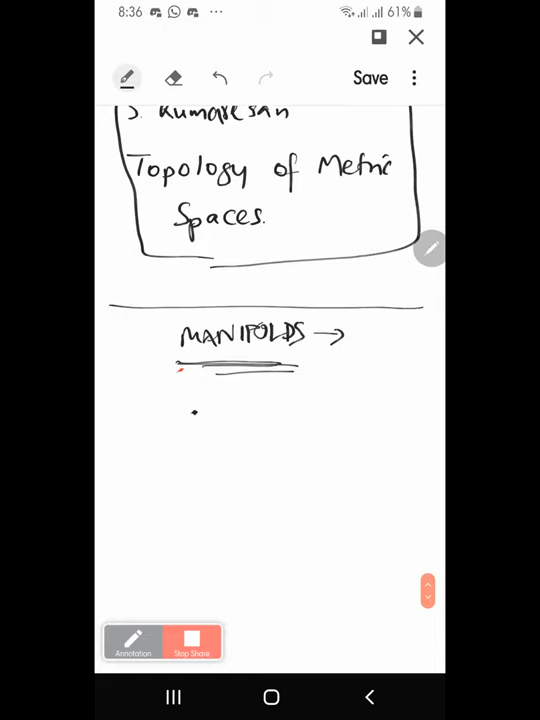 8:36 61%
Save
S. Kumaresan
Topology of Metric
Spaces.
MANIFOLDS →
Annotation Stop Share